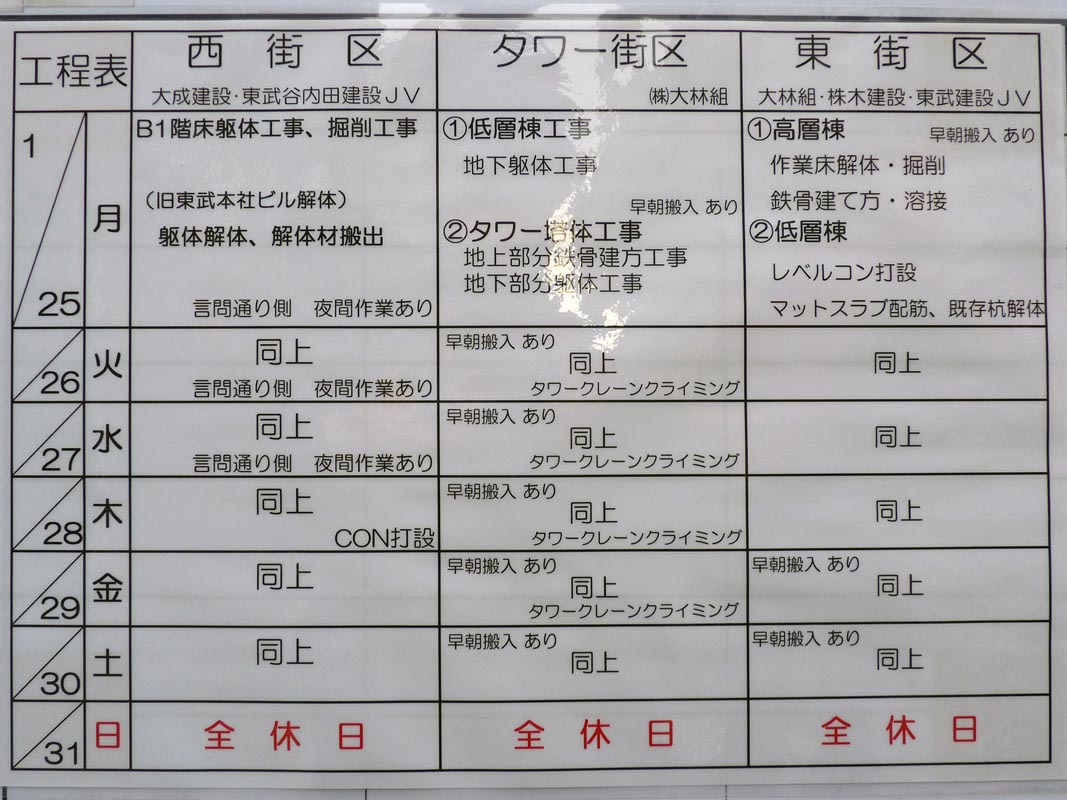 工程表
西 街 区
大成建設・東武谷内田建設JV
タワー街区
㈱大林組
東 街 区
大林組・株木建設・東武建設JV
1
25
月
B1階床躯体工事、掘削工事
（旧東武本社ビル解体）
躯体解体、解体材搬出
言問通り側 夜間作業あり
①低層棟工事
地下躯体工事
早朝搬入 あり
②タワー塔体工事
地上部分鉄骨建方工事
地下部分躯体工事
①高層棟 早朝搬入 あり
作業床解体・掘削
鉄骨建て方・溶接
②低層棟
レベルコン打設
マットスラブ配筋、既存杭解体
26
火
同上
言問通り側 夜間作業あり
早朝搬入 あり
同上
タワークレーンクライミング
同上
27
水
同上
言問通り側 夜間作業あり
早朝搬入 あり
同上
タワークレーンクライミング
同上
28
木
同上
CON打設
早朝搬入 あり
同上
タワークレーンクライミング
同上
29
金
同上
早朝搬入 あり
同上
タワークレーンクライミング
早朝搬入 あり
同上
30
土
同上
早朝搬入 あり
同上
早朝搬入 あり
同上
31
日
全 休 日
全 休 日
全 休 日